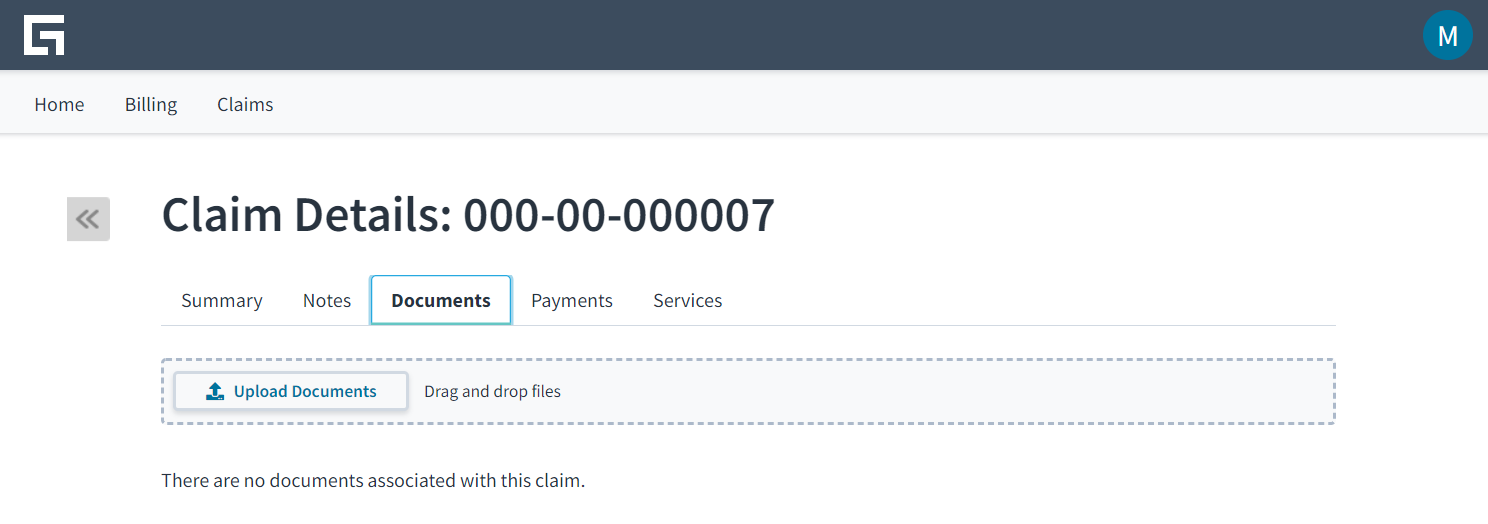 M
Home Billing Claims
Claim Details: 000-00-000007
Summary Notes Documents Payments Services
Upload Documents Drag and drop files
There are no documents associated with this claim.